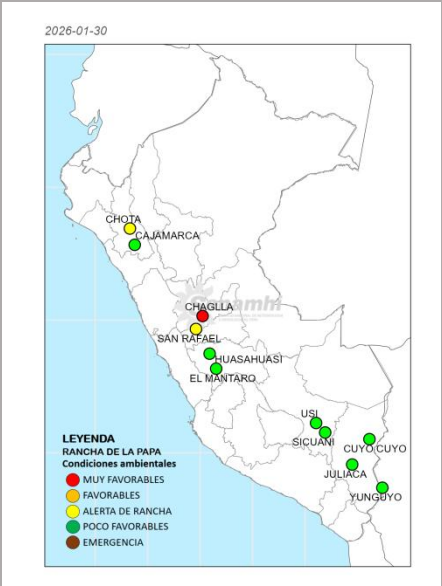 2026-01-30
CHOTA
CAJAMARCA
Senamhi
CHAGLLA
SAN RAFAEL
HUASAHUASI
EL MANTARO
USI
SICUANI
CUYO CUYO
JULIACA
YUNGUYO
LEYENDA
RANCHA DE LA PAPA
Condiciones ambientales
MUY FAVORABLES
FAVORABLES
ALERTA DE RANCHA
POCO FAVORABLES
EMERGENCIA